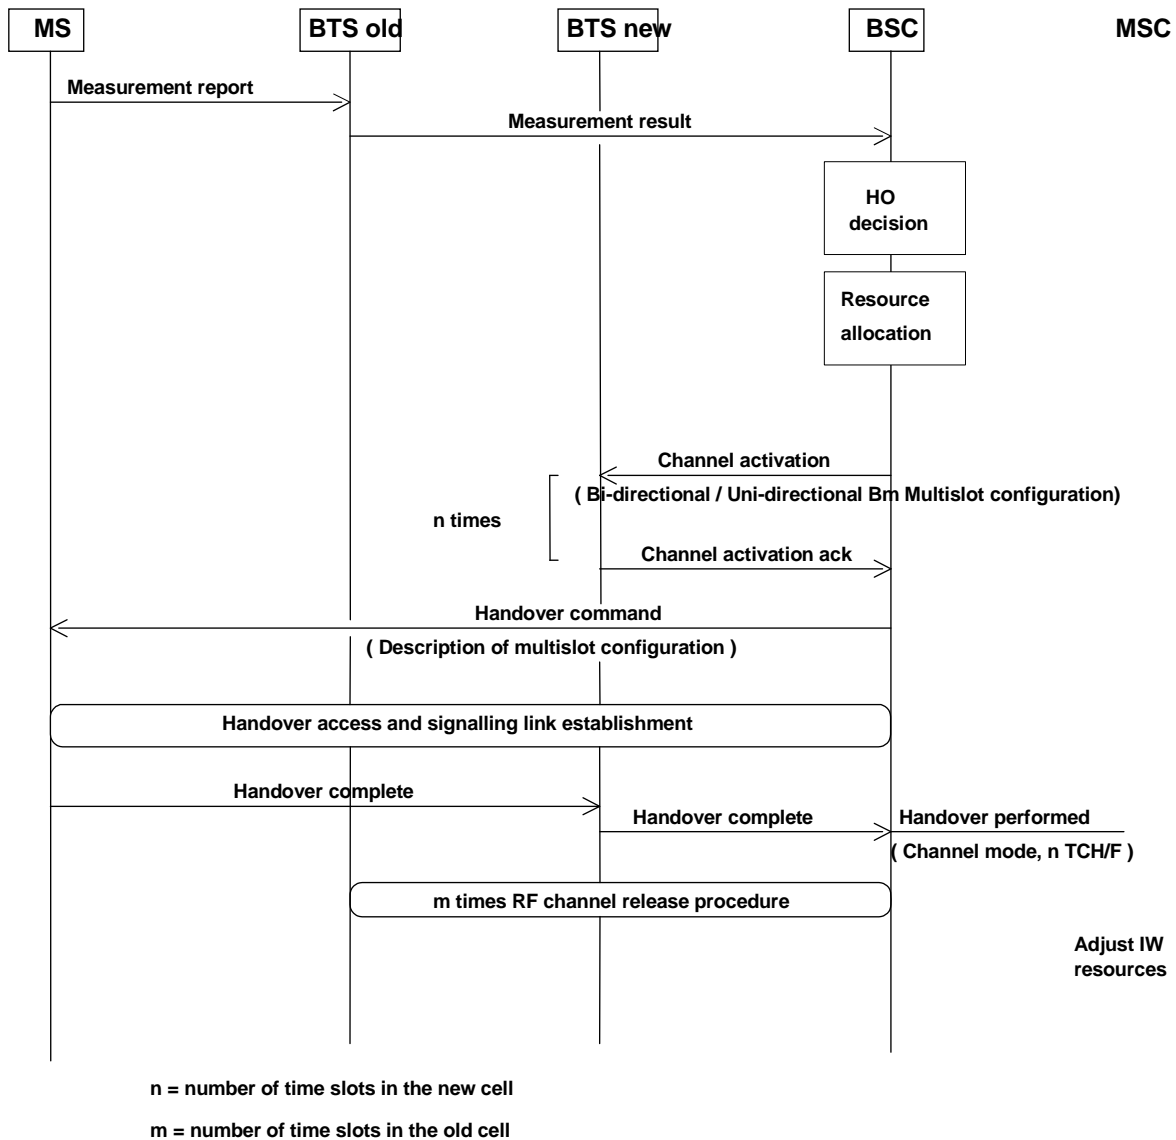 MS
BTS old
BTS new
BSC
MSC
Measurement report
Measurement result
HO
decision
Resource
allocation
Channel activation
( Bi-directional / Uni-directional Bm Multislot configuration)
n times
Channel activation ack
Handover command
( Description of multislot configuration )
Handover access and signalling link establishment
Handover complete
Handover complete
Handover performed
( Channel mode, n TCH/F )
m times RF channel release procedure
Adjust IW
resources
n = number of time slots in the new cell
m = number of time slots in the old cell